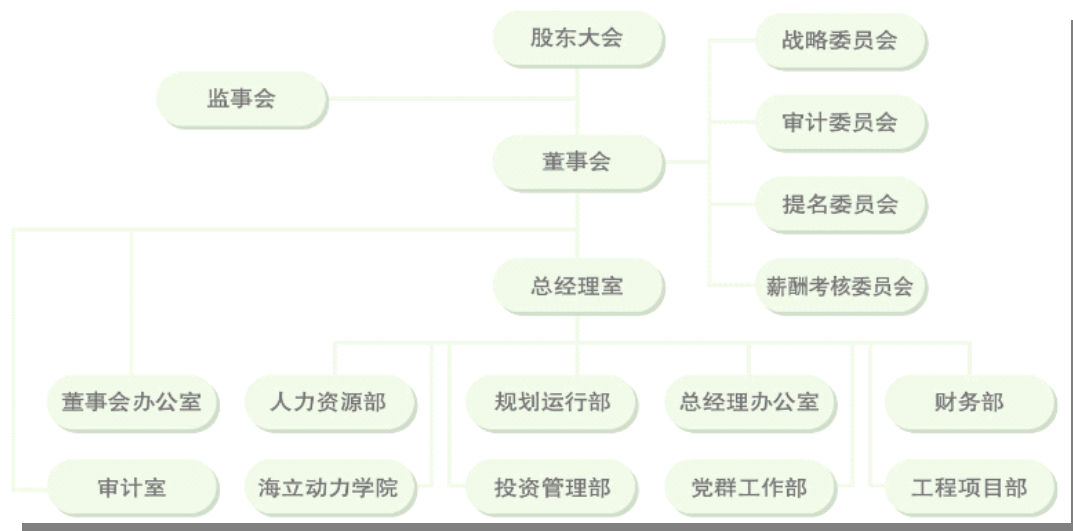 股东大会
战略委员会
监事会
审计委员会
董事会
提名委员会
总经理室
薪酬考核委员会
董事会办公室
人力资源部
规划运行部
总经理办公室
财务部
审计室
海立动力学院
投资管理部
党群工作部
工程项目部